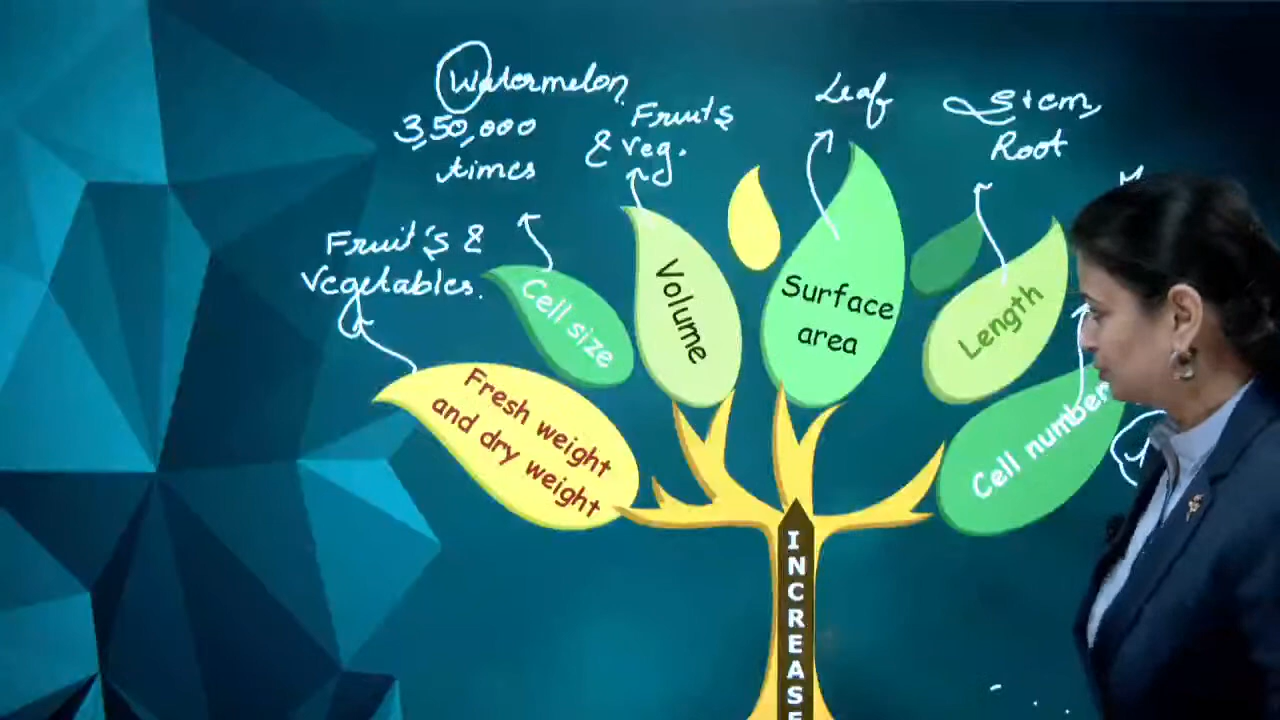 Watermelon
3,50,000
times
Fruits
& veg.
Leaf
Stem,
Root
Fruit's &
vegetables.
Cell size
Volume
Surface
area
Length
Fresh weight
and dry weight
Cell number
INCREASE